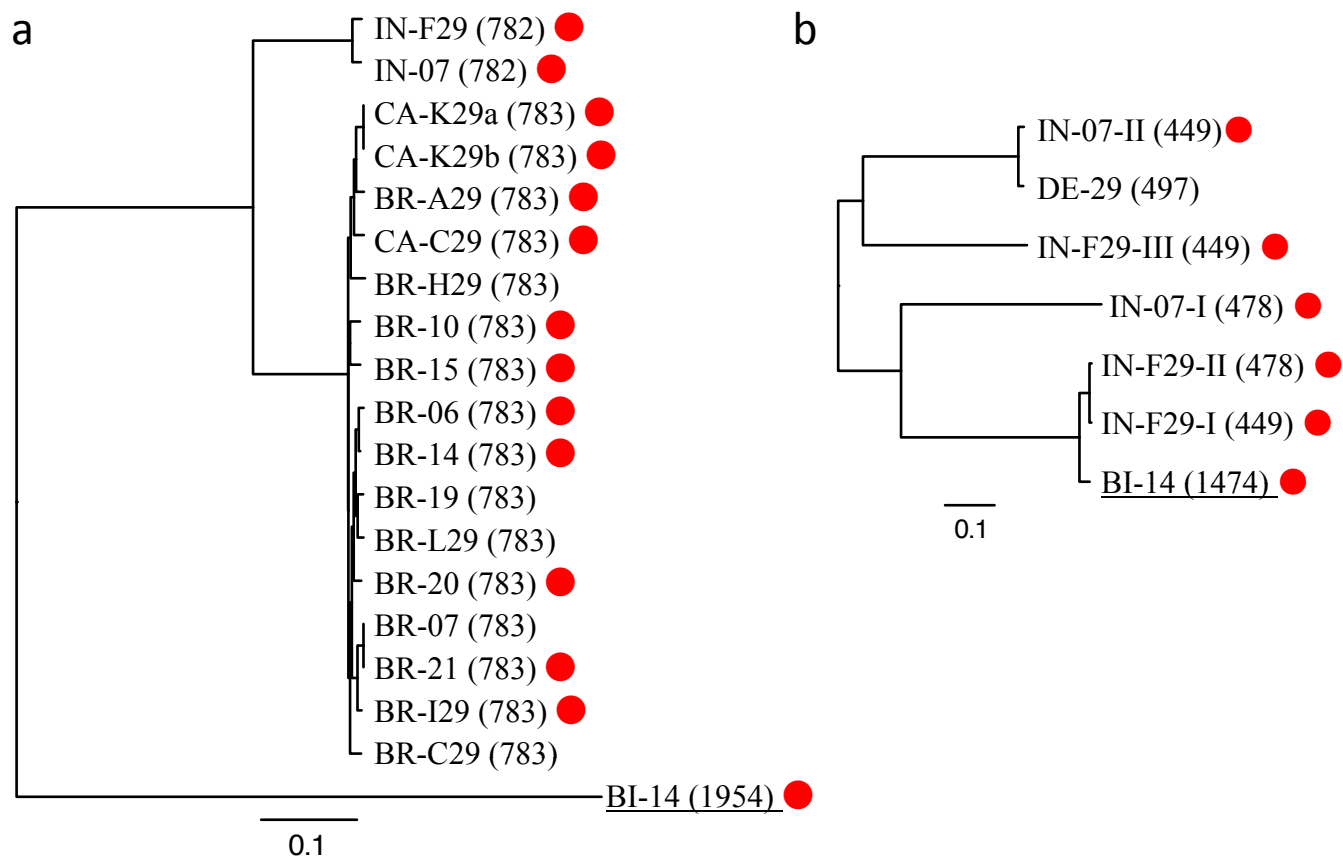 a
IN-F29 (782)
IN-07 (782)
CA-K29a (783)
CA-K29b (783)
BR-A29 (783)
CA-C29 (783)
BR-H29 (783)
BR-10 (783)
BR-15 (783)
BR-06 (783)
BR-14 (783)
BR-19 (783)
BR-L29 (783)
BR-20 (783)
BR-07 (783)
BR-21 (783)
BR-I29 (783)
BR-C29 (783)
BI-14 (1954)
0.1
b
IN-07-II (449)
DE-29 (497)
IN-F29-III (449)
IN-07-I (478)
IN-F29-II (478)
IN-F29-I (449)
BI-14 (1474)
0.1